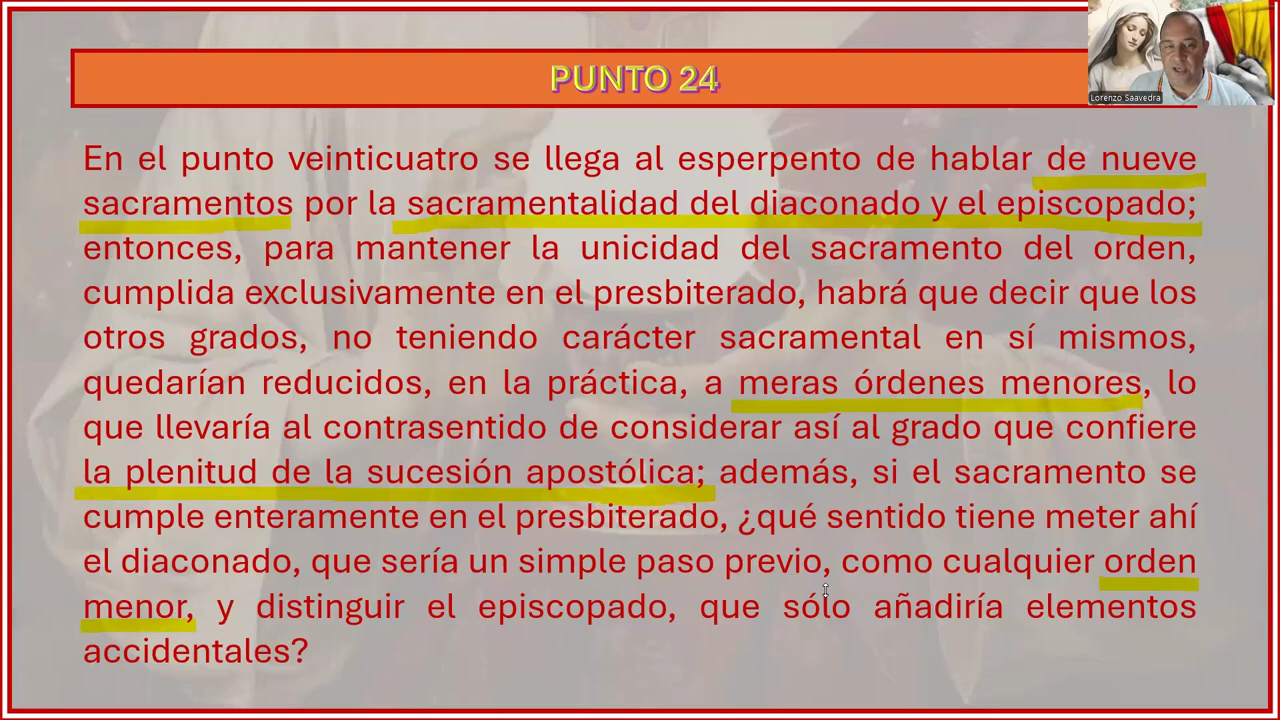 PUNTO 24
Lorenzo Saavedra
En el punto veinticuatro se llega al esperpento de hablar de nueve
sacramentos por la sacramentalidad del diaconado y el episcopado;
entonces, para mantener la unicidad del sacramento del orden,
cumplida exclusivamente en el presbiterado, habrá que decir que los
otros grados, no teniendo carácter sacramental en sí mismos,
quedarían reducidos, en la práctica, a meras órdenes menores, lo
que llevaría al contrasentido de considerar así al grado que confiere
la plenitud de la sucesión apostólica; además, si el sacramento se
cumple enteramente en el presbiterado, ¿qué sentido tiene meter ahí
el diaconado, que sería un simple paso previo, como cualquier orden
menor, y distinguir el episcopado, que sólo añadiría elementos
accidentales?